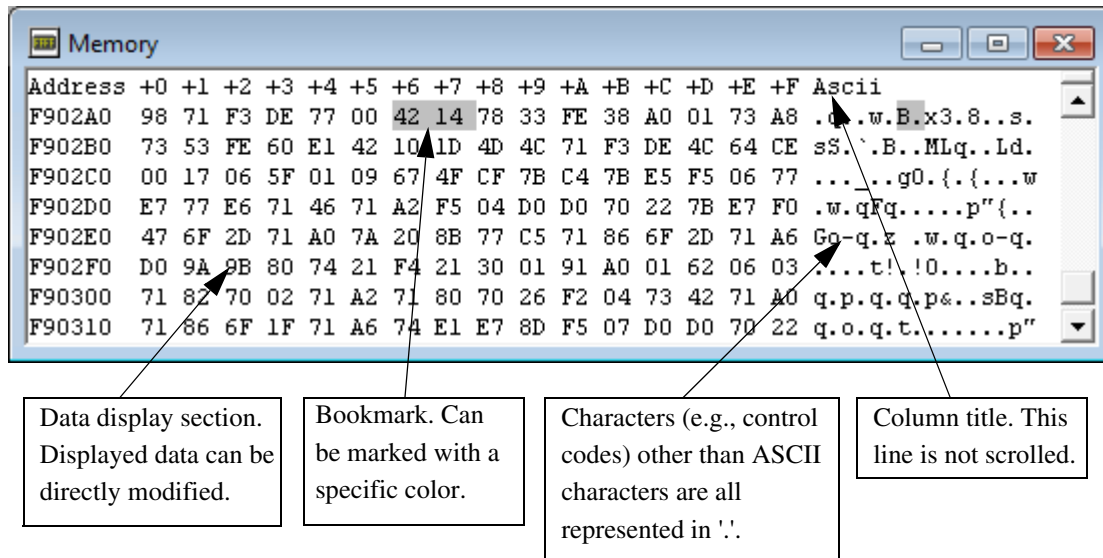 Memory
Address +0 +1 +2 +3 +4 +5 +6 +7 +8 +9 +A +B +C +D +E +F Ascii
F902A0 98 71 F3 DE 77 00 42 14 78 33 FE 38 A0 01 73 A8 .q..w.B.x3.8..s.
F902B0 73 53 FE 60 E1 42 10 1D 4D 4C 71 F3 DE 4C 64 CE sS.`.B..MLq..Ld.
F902C0 00 17 06 5F 01 09 67 4F CF 7B C4 7B E5 F5 06 77 ..._..gO.{.{...w
F902D0 E7 77 E6 71 46 71 A2 F5 04 D0 D0 70 22 7B E7 F0 .w.qFq.....p"{..
F902E0 47 6F 2D 71 A0 7A 20 8B 77 C5 71 86 6F 2D 71 A6 Go-q.z .w.q.o-q.
F902F0 D0 9A 9B 80 74 21 F4 21 30 01 91 A0 01 62 06 03 ....t!.!0....b..
F90300 71 82 70 02 71 A2 71 80 70 26 F2 04 73 42 71 A0 q.p.q.q.p&..sBq.
F90310 71 86 6F 1F 71 A6 74 E1 E7 8D F5 07 D0 D0 70 22 q.o.q.t.......p"
Data display section.
Displayed data can be
directly modified.
Bookmark. Can
be marked with a
specific color.
Characters (e.g., control
codes) other than ASCII
characters are all
represented in '.'.
Column title. This
line is not scrolled.